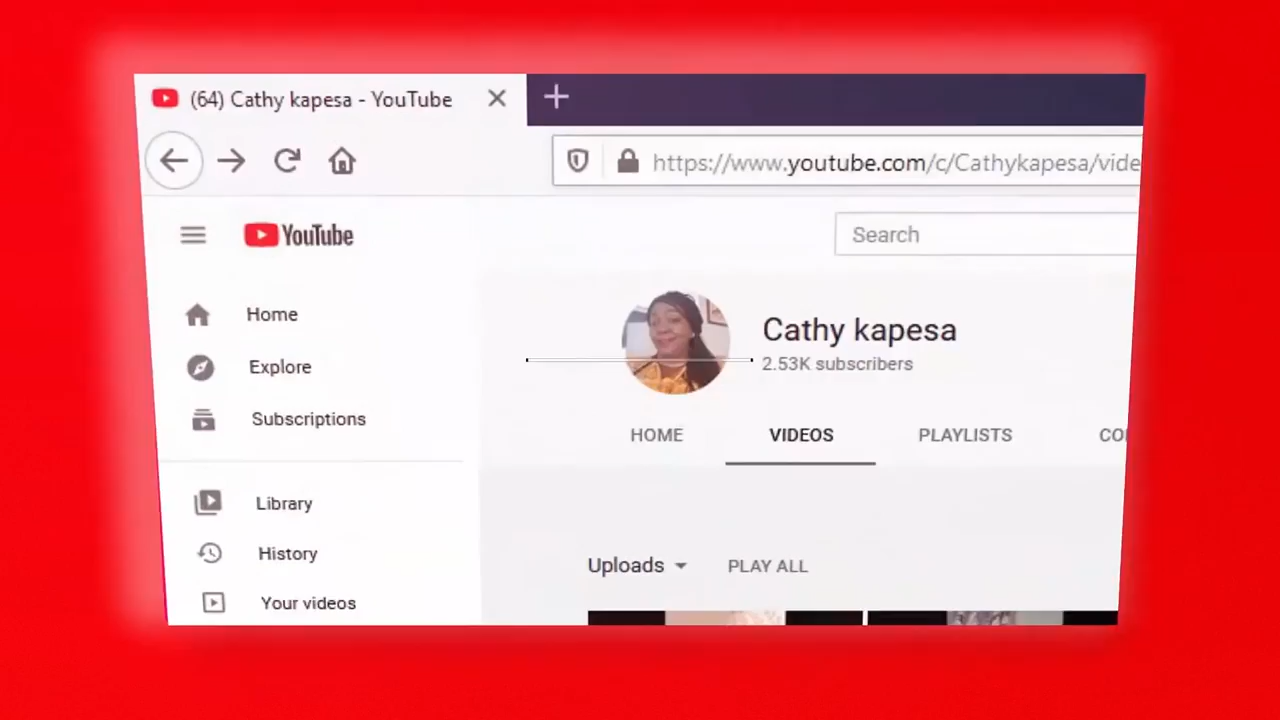 (64) Cathy kapesa - YouTube
https://www.youtube.com/c/Cathykapesa/vide
YouTube
Search
Home
Explore
Subscriptions
Library
History
Your videos
Cathy kapesa
2.53K subscribers
HOME VIDEOS PLAYLISTS CO
Uploads PLAY ALL